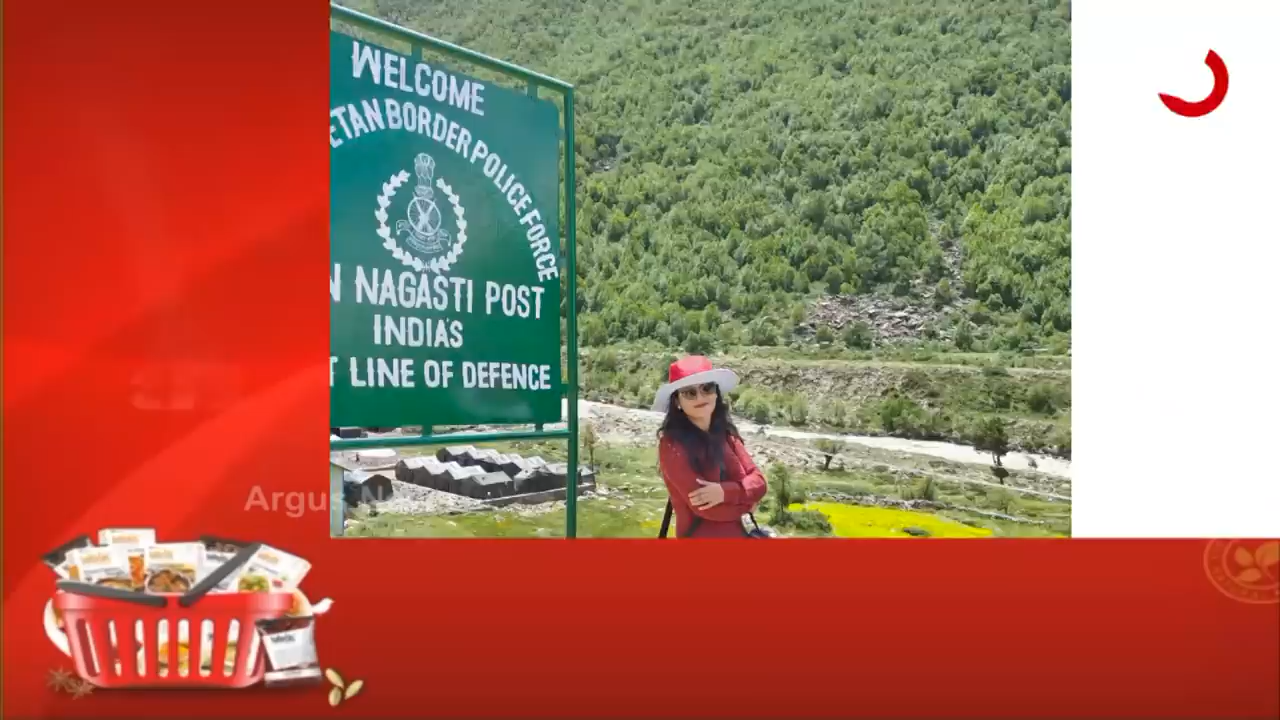 WELCOME
ETAN BORDER POLICE FORCE
N NAGASTI POST
INDIA'S
T LINE OF DEFENCE
Argus